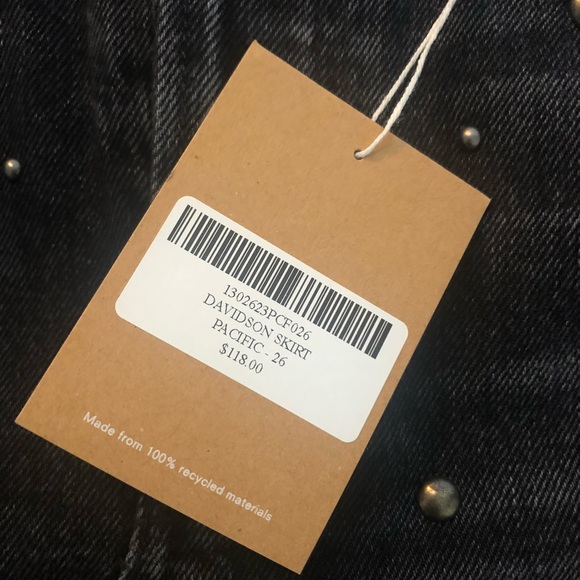 1302623PCF026
DAVIDSON SKIRT
PACIFIC - 26
$118.00
Made from 100% recycled materials